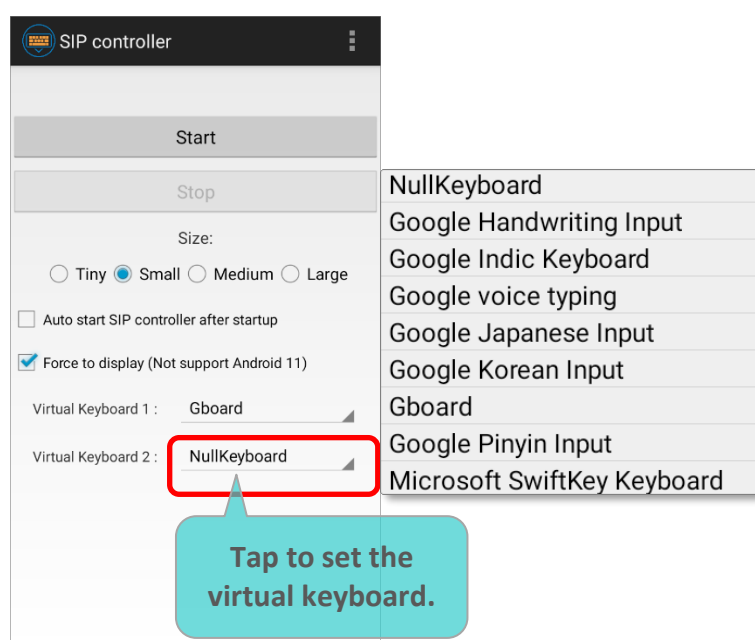 SIP controller
Start
Stop
Size:
Tiny Small Medium Large
Auto start SIP controller after startup
Force to display (Not support Android 11)
Virtual Keyboard 1 : Gboard
Virtual Keyboard 2 : NullKeyboard
Tap to set the
virtual keyboard.
NullKeyboard
Google Handwriting Input
Google Indic Keyboard
Google voice typing
Google Japanese Input
Google Korean Input
Gboard
Google Pinyin Input
Microsoft SwiftKey Keyboard